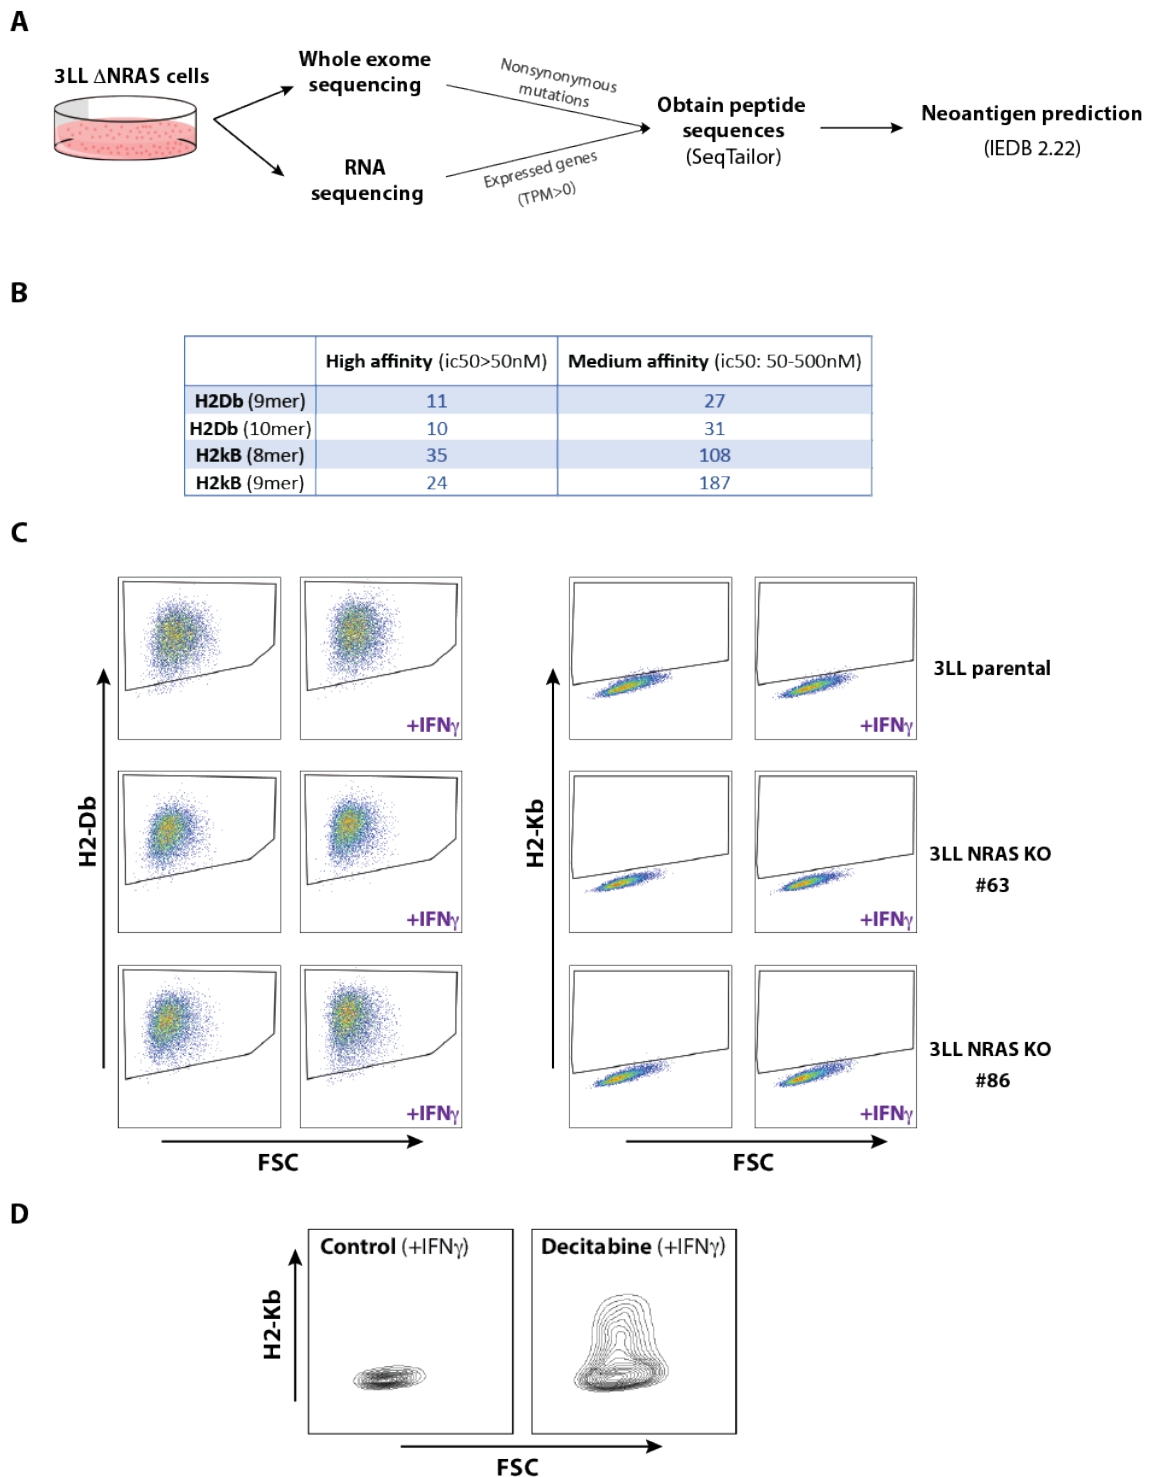 A
3LL ΔNRAS cells
Whole exome
sequencing
RNA
sequencing
Nonsynonymous
mutations
Expressed genes
(TPM>0)
Obtain peptide
sequences
(SeqTailor)
Neoantigen prediction
(IEDB 2.22)
B
High affinity (ic50>50nM) Medium affinity (ic50: 50-500nM)
H2Db (9mer) 11 27
H2Db (10mer) 10 31
H2kB (8mer) 35 108
H2kB (9mer) 24 187
C
H2-Db
H2-Kb
+IFNγ
+IFNγ
3LL parental
+IFNγ
+IFNγ
3LL NRAS KO
#63
+IFNγ
+IFNγ
3LL NRAS KO
#86
FSC
FSC
D
Control (+IFNγ)
Decitabine (+IFNγ)
H2-Kb
FSC